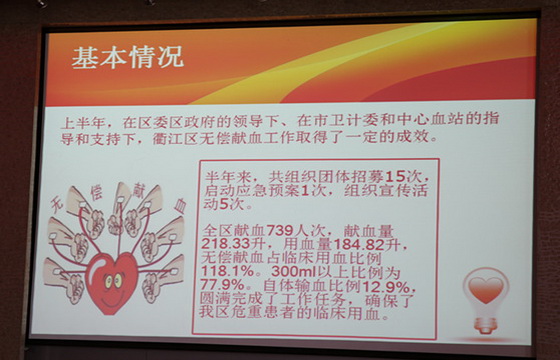 基本情况
上半年，在区委区政府的领导下、在市卫计委和中心血站的指
导和支持下，衢江区无偿献血工作取得了一定的成效。
无偿献血
半年来，共组织团体招募15次，
启动应急预案1次，组织宣传活
动5次。
全区献血739人次，献血量
218.33升，用血量184.82升，
无偿献血占临床用血比例
118.1%。300ml以上比例为
77.9%。自体输血比例12.9%，
圆满完成了工作任务，确保了
我区危重患者的临床用血。